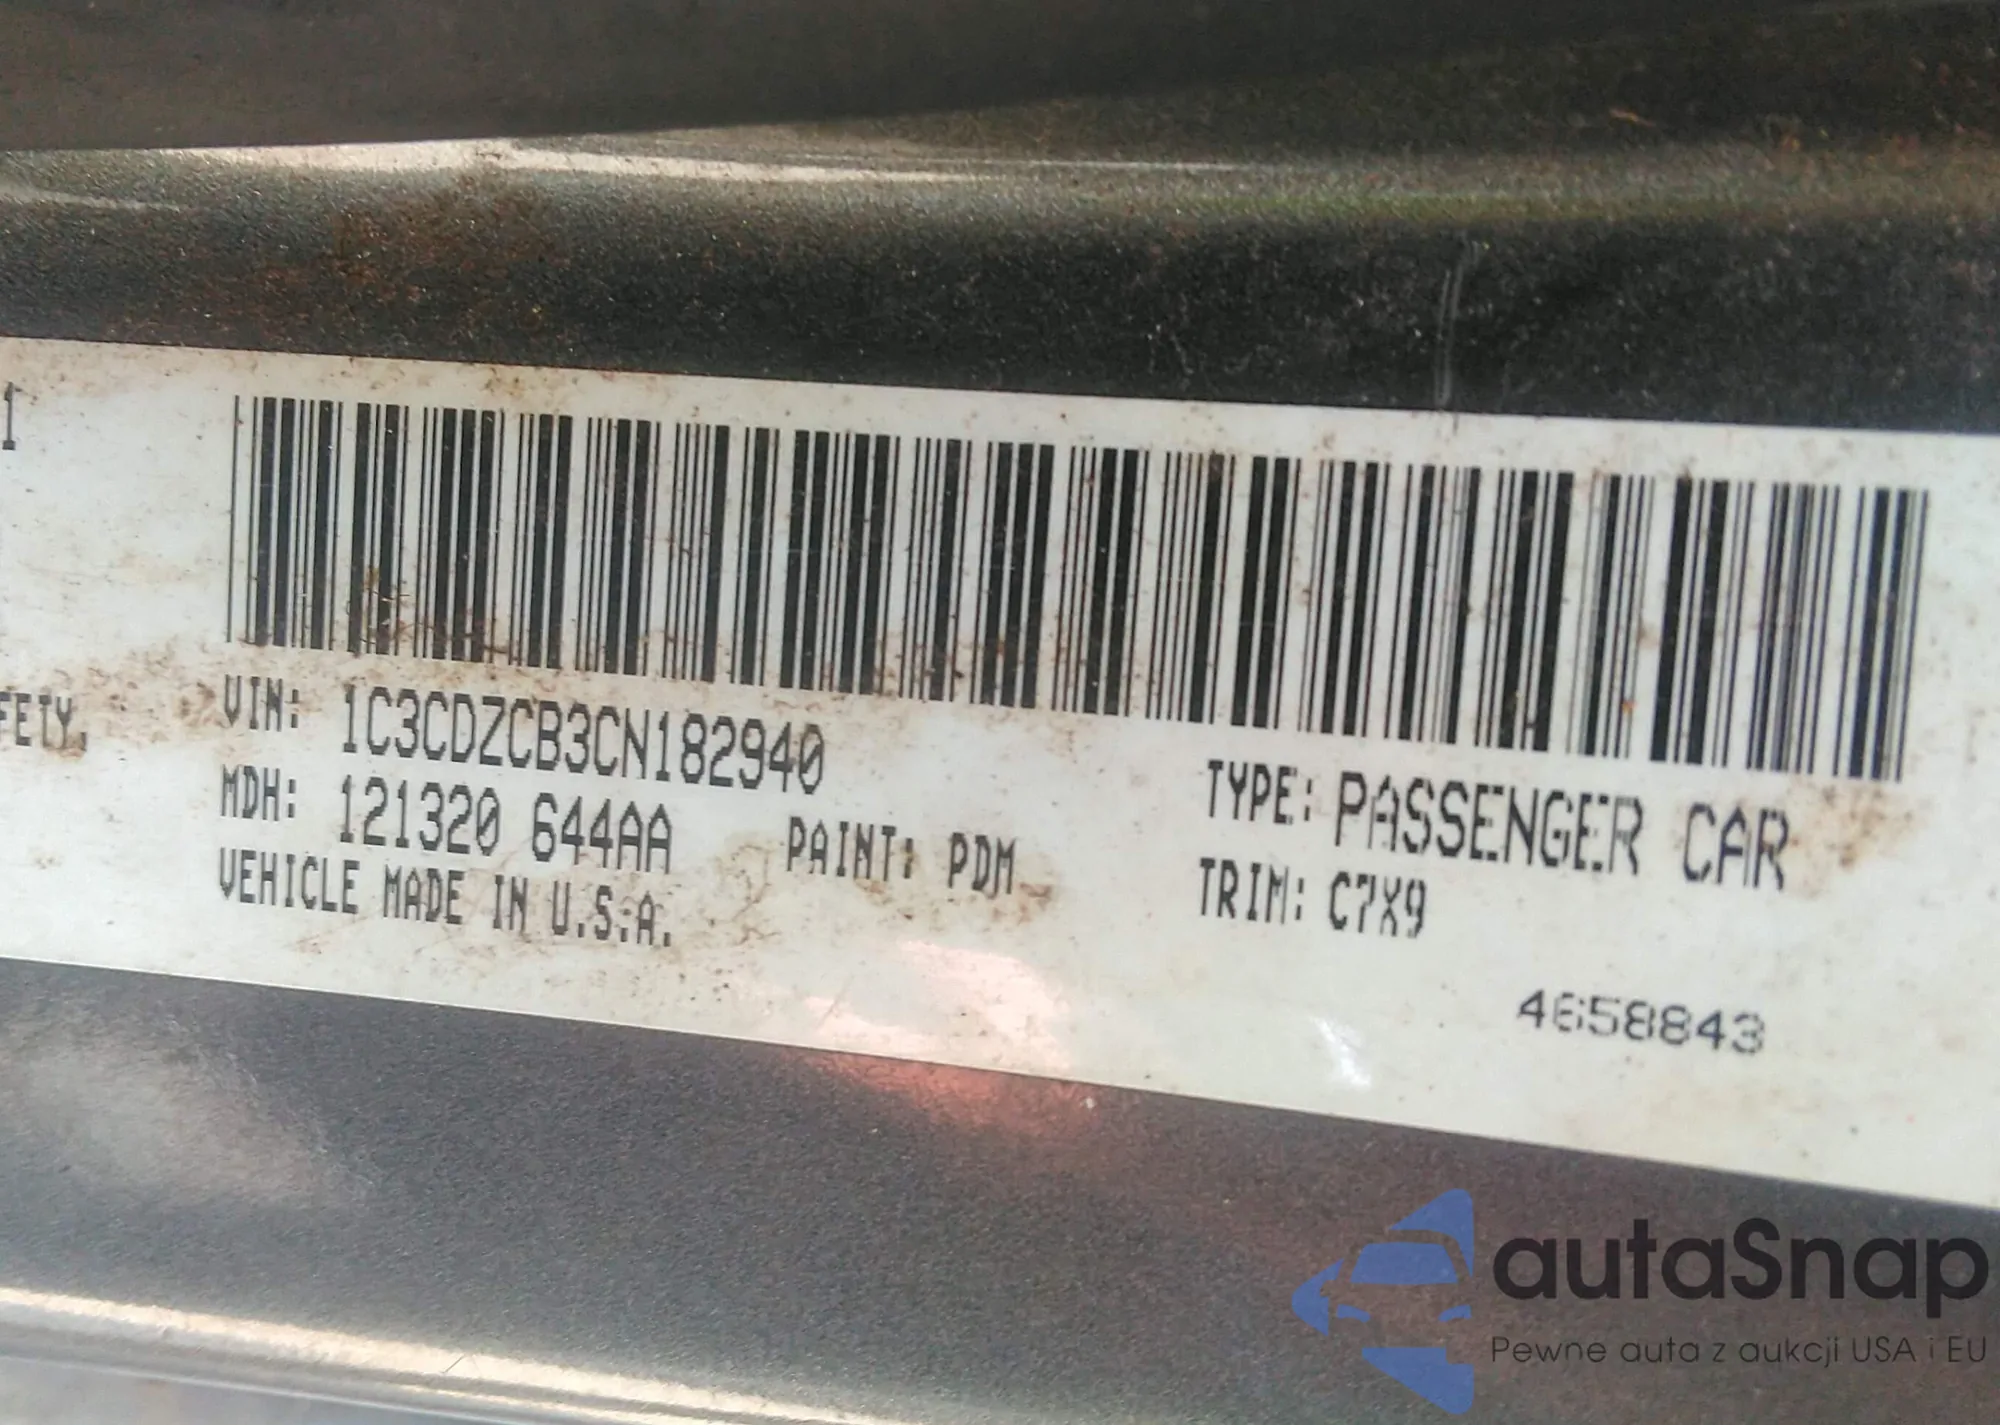 1
FETY.
VIN: 1C3CDZCB3CN182940
MDH: 121320 644AA
PAINT: PDM
VEHICLE MADE IN U.S.A.
TYPE: PASSENGER CAR
TRIM: C7X9
4658843
autaSnap
Pewne auta z aukcji USA i EU